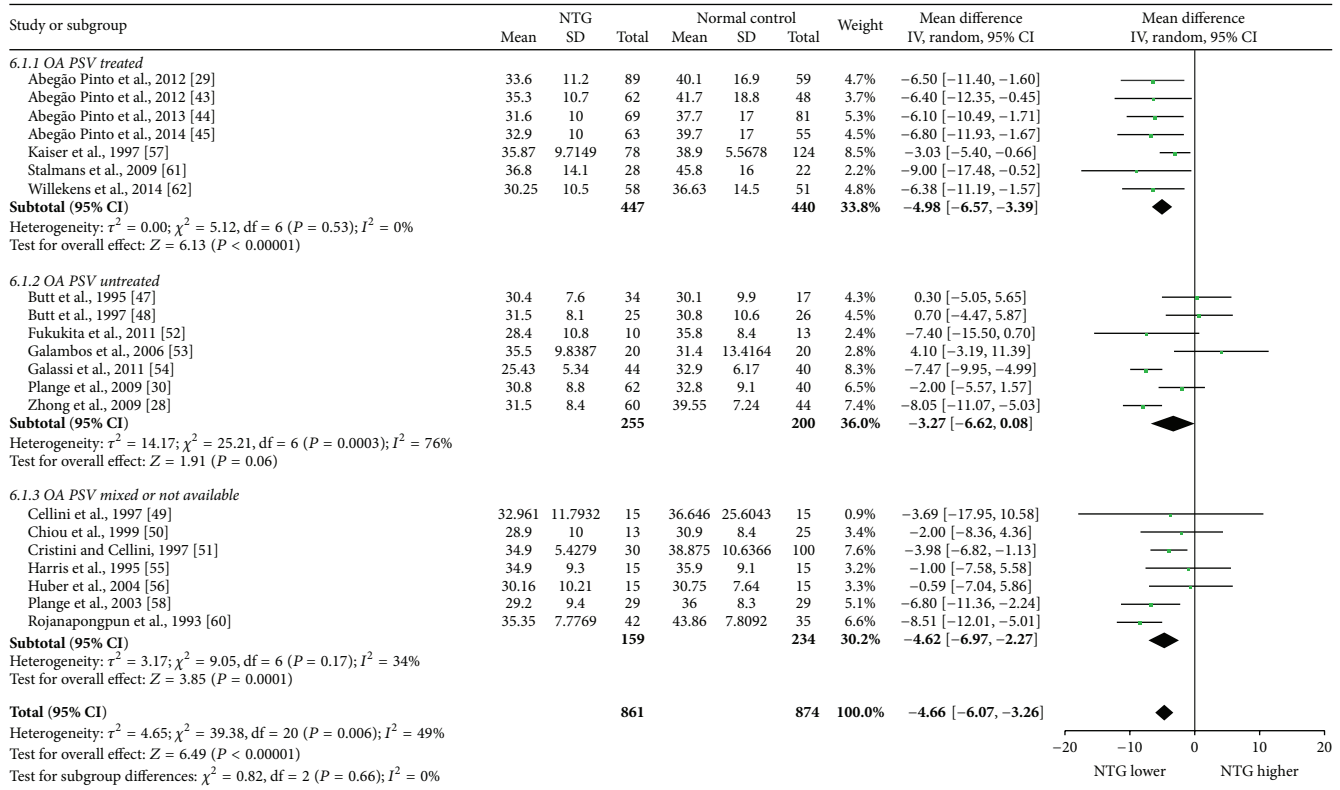 Study or subgroup NTG Normal control Weight Mean difference Mean difference
Mean SD Total Mean SD Total IV, random, 95% CI IV, random, 95% CI
6.1.1 OA PSV treated
Abegão Pinto et al., 2012 [29] 33.6 11.2 89 40.1 16.9 59 4.7% −6.50 [−11.40, −1.60]
Abegão Pinto et al., 2012 [43] 35.3 10.7 62 41.7 18.8 48 3.7% −6.40 [−12.35, −0.45]
Abegão Pinto et al., 2013 [44] 31.6 10 69 37.7 17 81 5.3% −6.10 [−10.49, −1.71]
Abegão Pinto et al., 2014 [45] 32.9 10 63 39.7 17 55 4.5% −6.80 [−11.93, −1.67]
Kaiser et al., 1997 [57] 35.87 9.7149 78 38.9 5.5678 124 8.5% −3.03 [−5.40, −0.66]
Stalmans et al., 2009 [61] 36.8 14.1 28 45.8 16 22 2.2% −9.00 [−17.48, −0.52]
Willekens et al., 2014 [62] 30.25 10.5 58 36.63 14.5 51 4.8% −6.38 [−11.19, −1.57]
Subtotal (95% CI) 447 440 33.8% −4.98 [−6.57, −3.39]
Heterogeneity: τ² = 0.00; χ² = 5.12, df = 6 (P = 0.53); I² = 0%
Test for overall effect: Z = 6.13 (P < 0.00001)
6.1.2 OA PSV untreated
Butt et al., 1995 [47] 30.4 7.6 34 30.1 9.9 17 4.3% 0.30 [−5.05, 5.65]
Butt et al., 1997 [48] 31.5 8.1 25 30.8 10.6 26 4.5% 0.70 [−4.47, 5.87]
Fukukita et al., 2011 [52] 28.4 10.8 10 35.8 8.4 13 2.4% −7.40 [−15.50, 0.70]
Galambos et al., 2006 [53] 35.5 9.8387 20 31.4 13.4164 20 2.8% 4.10 [−3.19, 11.39]
Galassi et al., 2011 [54] 25.43 5.34 44 32.9 6.17 40 8.3% −7.47 [−9.95, −4.99]
Plange et al., 2009 [30] 30.8 8.8 62 32.8 9.1 40 6.5% −2.00 [−5.57, 1.57]
Zhong et al., 2009 [28] 31.5 8.4 60 39.55 7.24 44 7.4% −8.05 [−11.07, −5.03]
Subtotal (95% CI) 255 200 36.0% −3.27 [−6.62, 0.08]
Heterogeneity: τ² = 14.17; χ² = 25.21, df = 6 (P = 0.0003); I² = 76%
Test for overall effect: Z = 1.91 (P = 0.06)
6.1.3 OA PSV mixed or not available
Cellini et al., 1997 [49] 32.961 11.7932 15 36.646 25.6043 15 0.9% −3.69 [−17.95, 10.58]
Chiou et al., 1999 [50] 28.9 10 13 30.9 8.4 25 3.4% −2.00 [−8.36, 4.36]
Cristini and Cellini, 1997 [51] 34.9 5.4279 30 38.875 10.6366 100 7.6% −3.98 [−6.82, −1.13]
Harris et al., 1995 [55] 34.9 9.3 15 35.9 9.1 15 3.2% −1.00 [−7.58, 5.58]
Huber et al., 2004 [56] 30.16 10.21 15 30.75 7.64 15 3.3% −0.59 [−7.04, 5.86]
Plange et al., 2003 [58] 29.2 9.4 29 36 8.3 29 5.1% −6.80 [−11.36, −2.24]
Rojanapongpun et al., 1993 [60] 35.35 7.7769 42 43.86 7.8092 35 6.6% −8.51 [−12.01, −5.01]
Subtotal (95% CI) 159 234 30.2% −4.62 [−6.97, −2.27]
Heterogeneity: τ² = 3.17; χ² = 9.05, df = 6 (P = 0.17); I² = 34%
Test for overall effect: Z = 3.85 (P = 0.0001)
Total (95% CI) 861 874 100.0% −4.66 [−6.07, −3.26]
Heterogeneity: τ² = 4.65; χ² = 39.38, df = 20 (P = 0.006); I² = 49%
Test for overall effect: Z = 6.49 (P < 0.00001)
Test for subgroup differences: χ² = 0.82, df = 2 (P = 0.66); I² = 0%
−20 −10 0 10 20
NTG lower NTG higher